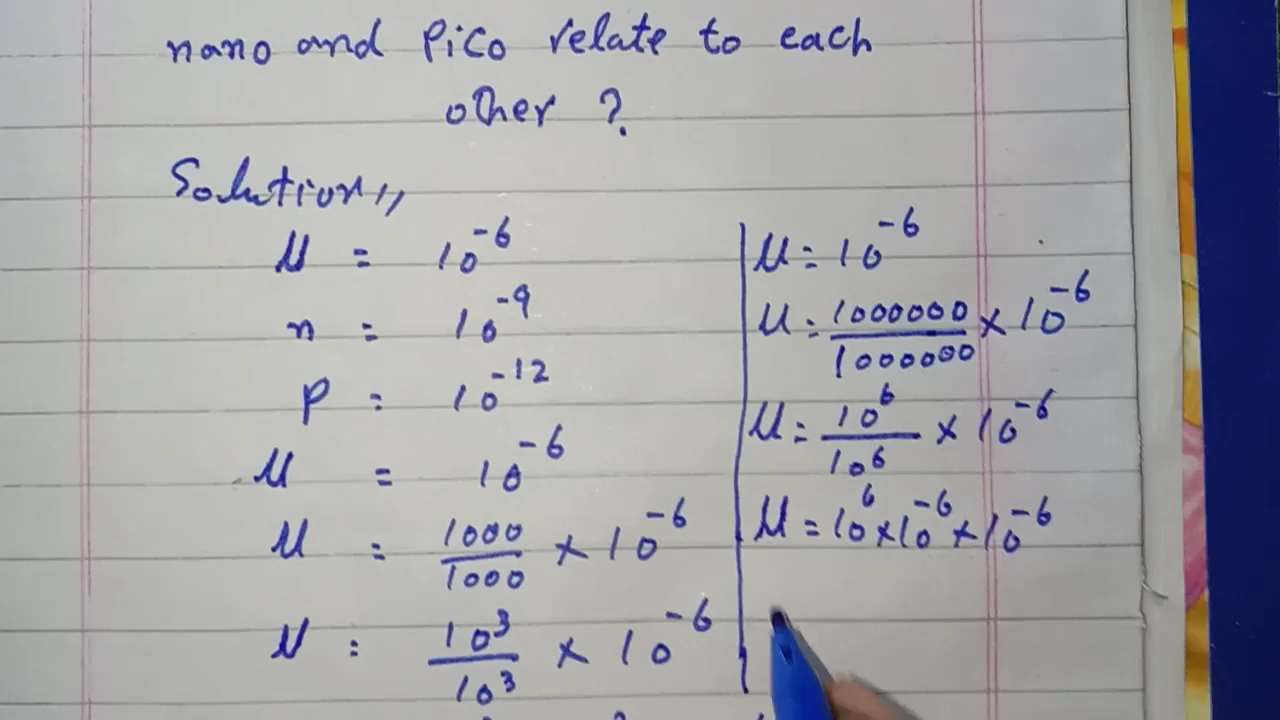 nano and Pico relate to each
other ?
Solution,,
μ = 10^-6
n = 10^-9
p = 10^-12
μ = 10^-6
μ = 1000/1000 × 10^-6
μ = 10^3/10^3 × 10^-6
μ = 10^-6
μ = 1000000/1000000 × 10^-6
μ = 10^6/10^6 × 10^-6
μ = 10^6 × 10^-6 × 10^-6